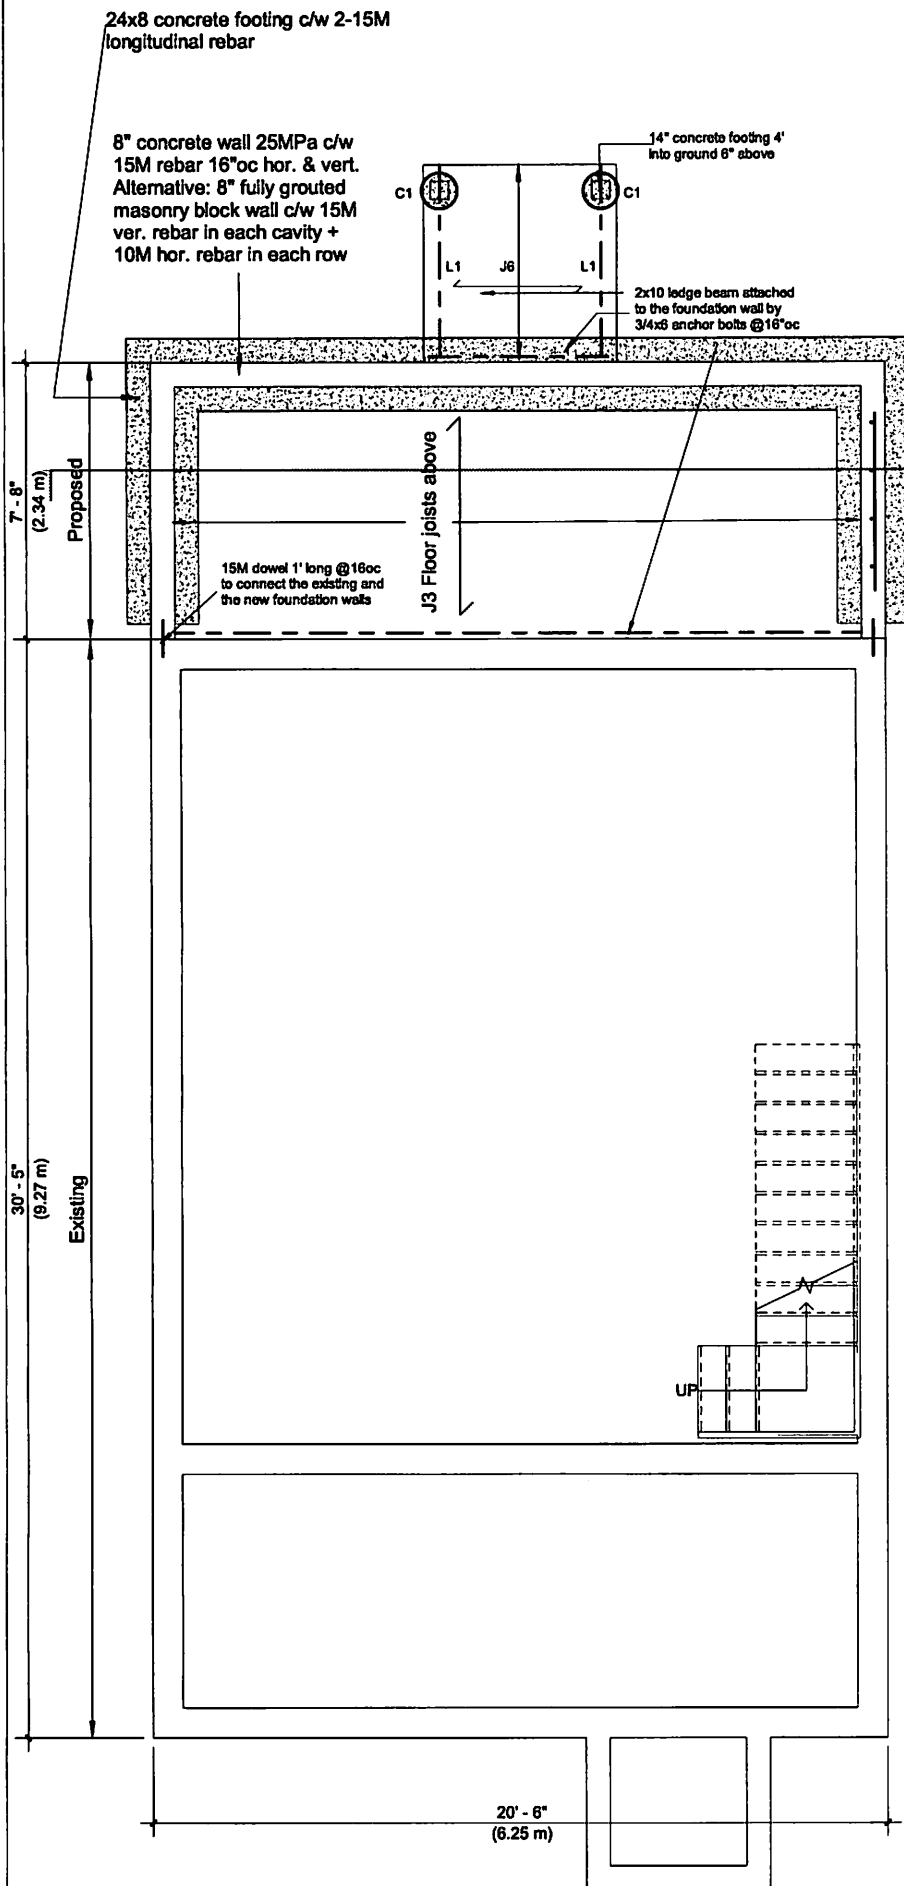 24x8 concrete footing c/w 2-15M
longitudinal rebar
8" concrete wall 25MPa c/w
15M rebar 16"oc hor. & vert.
Alternative: 8" fully grouted
masonry block wall c/w 15M
ver. rebar in each cavity +
10M hor. rebar in each row
14" concrete footing 4'
into ground 6" above
C1
C1
L1
J6
L1
2x10 ledge beam attached
to the foundation wall by
3/4x6 anchor bolts @16"oc
7' - 8"
(2.34 m)
Proposed
J3 Floor joists above
15M dowel 1' long @16oc
to connect the existing and
the new foundation walls
30' - 5"
(9.27 m)
Existing
UP
20' - 6"
(6.25 m)